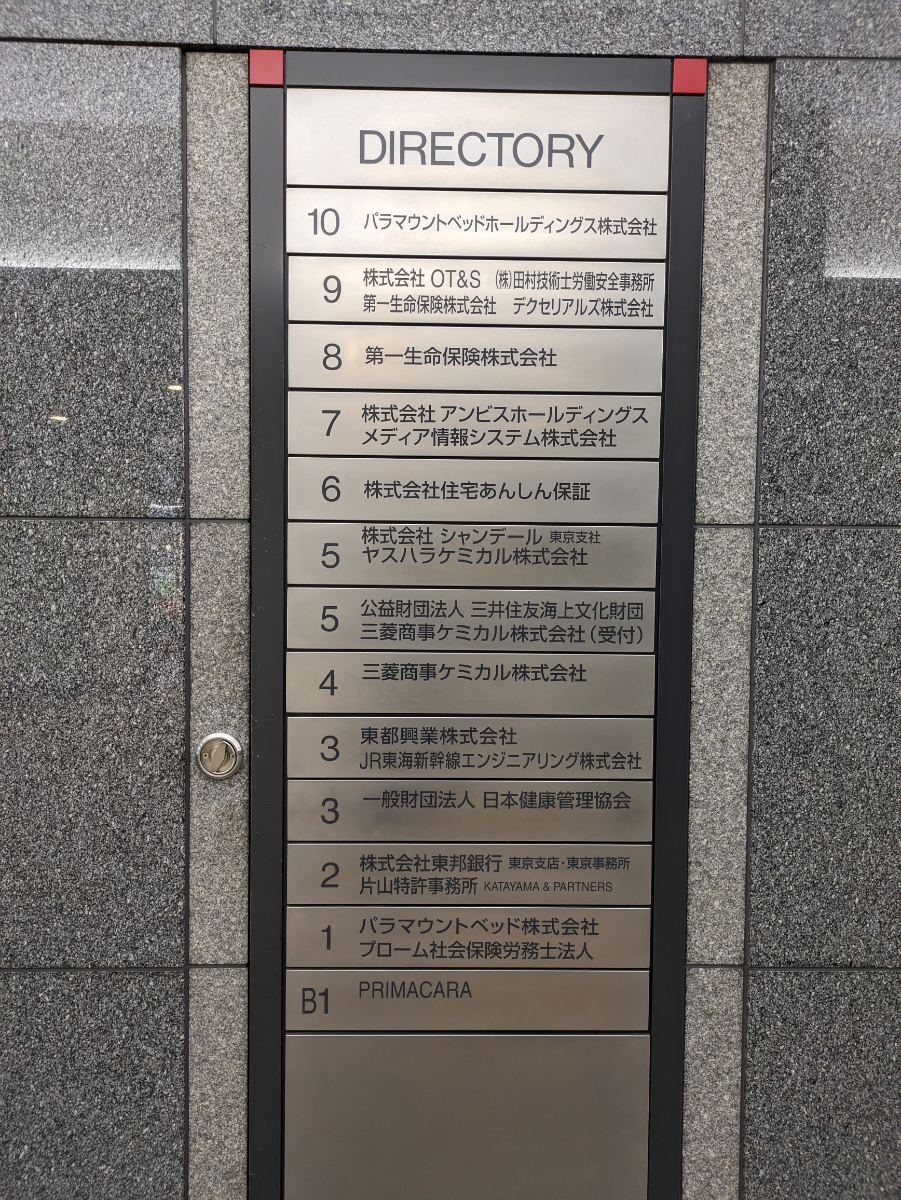 DIRECTORY
10 パラマウントベッドホールディングス株式会社
9 株式会社 OT&S (株)田村技術士労働安全事務所
第一生命保険株式会社 デクセリアルズ株式会社
8 第一生命保険株式会社
7 株式会社 アンビスホールディングス
メディア情報システム株式会社
6 株式会社住宅あんしん保証
5 株式会社 シャンデール 東京支社
ヤスハラケミカル株式会社
5 公益財団法人 三井住友海上文化財団
三菱商事ケミカル株式会社(受付)
4 三菱商事ケミカル株式会社
3 東都興業株式会社
JR東海新幹線エンジニアリング株式会社
3 一般財団法人 日本健康管理協会
2 株式会社東邦銀行 東京支店・東京事務所
片山特許事務所 KATAYAMA & PARTNERS
1 パラマウントベッド株式会社
プローム社会保険労務士法人
B1 PRIMACARA